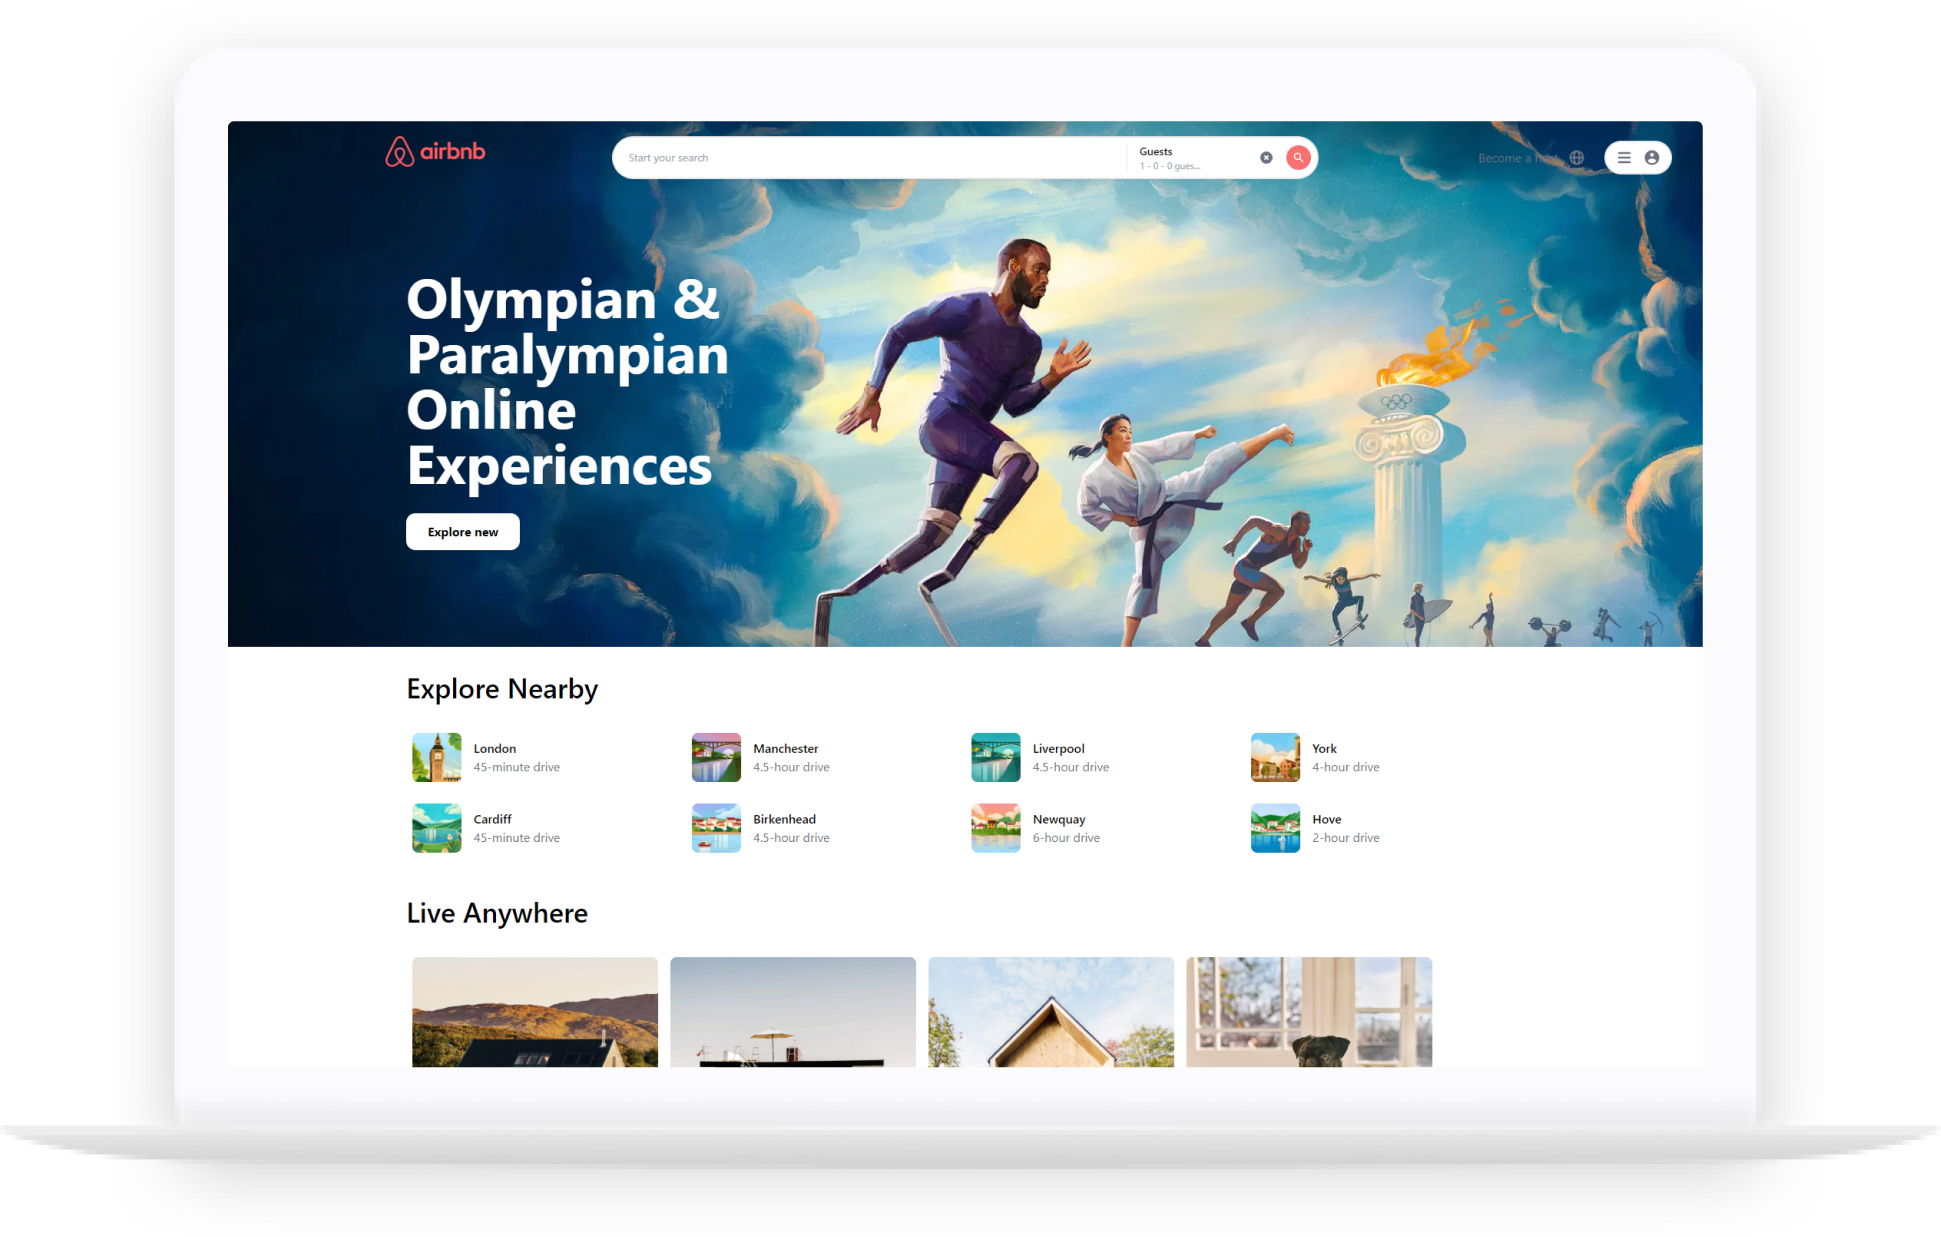 airbnb
Start your search
Guests
1 - 0 - 0 gues...
Become a
Olympian &
Paralympian
Online
Experiences
Explore new
Explore Nearby
London
45-minute drive
Manchester
4.5-hour drive
Liverpool
4.5-hour drive
York
4-hour drive
Cardiff
45-minute drive
Birkenhead
4.5-hour drive
Newquay
6-hour drive
Hove
2-hour drive
Live Anywhere